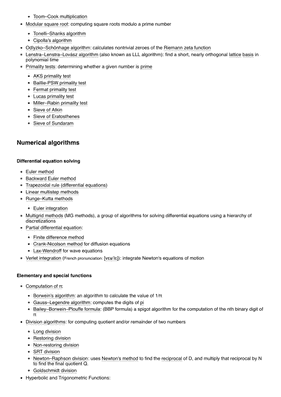 Toom–Cook multiplication
Modular square root: computing square roots modulo a prime number
Tonelli–Shanks algorithm
Cipolla's algorithm
Odlyzko–Schönhage algorithm: calculates nontrivial zeroes of the Riemann zeta function
Lenstra–Lenstra–Lovász algorithm (also known as LLL algorithm): find a short, nearly orthogonal lattice basis in
polynomial time
Primality tests: determining whether a given number is prime
AKS primality test
Baillie-PSW primality test
Fermat primality test
Lucas primality test
Miller–Rabin primality test
Sieve of Atkin
Sieve of Eratosthenes
Sieve of Sundaram
Numerical algorithms
Differential equation solving
Euler method
Backward Euler method
Trapezoidal rule (differential equations)
Linear multistep methods
Runge–Kutta methods
Euler integration
Multigrid methods (MG methods), a group of algorithms for solving differential equations using a hierarchy of
discretizations
Partial differential equation:
Finite difference method
Crank–Nicolson method for diffusion equations
Lax-Wendroff for wave equations
Verlet integration (French pronunciation: [vɛʁˈlɛ]): integrate Newton's equations of motion
Elementary and special functions
Computation of π:
Borwein's algorithm: an algorithm to calculate the value of 1/π
Gauss–Legendre algorithm: computes the digits of pi
Bailey–Borwein–Plouffe formula: (BBP formula) a spigot algorithm for the computation of the nth binary digit of
π
Division algorithms: for computing quotient and/or remainder of two numbers
Long division
Restoring division
Non-restoring division
SRT division
Newton–Raphson division: uses Newton's method to find the reciprocal of D, and multiply that reciprocal by N
to find the final quotient Q.
Goldschmidt division
Hyperbolic and Trigonometric Functions: